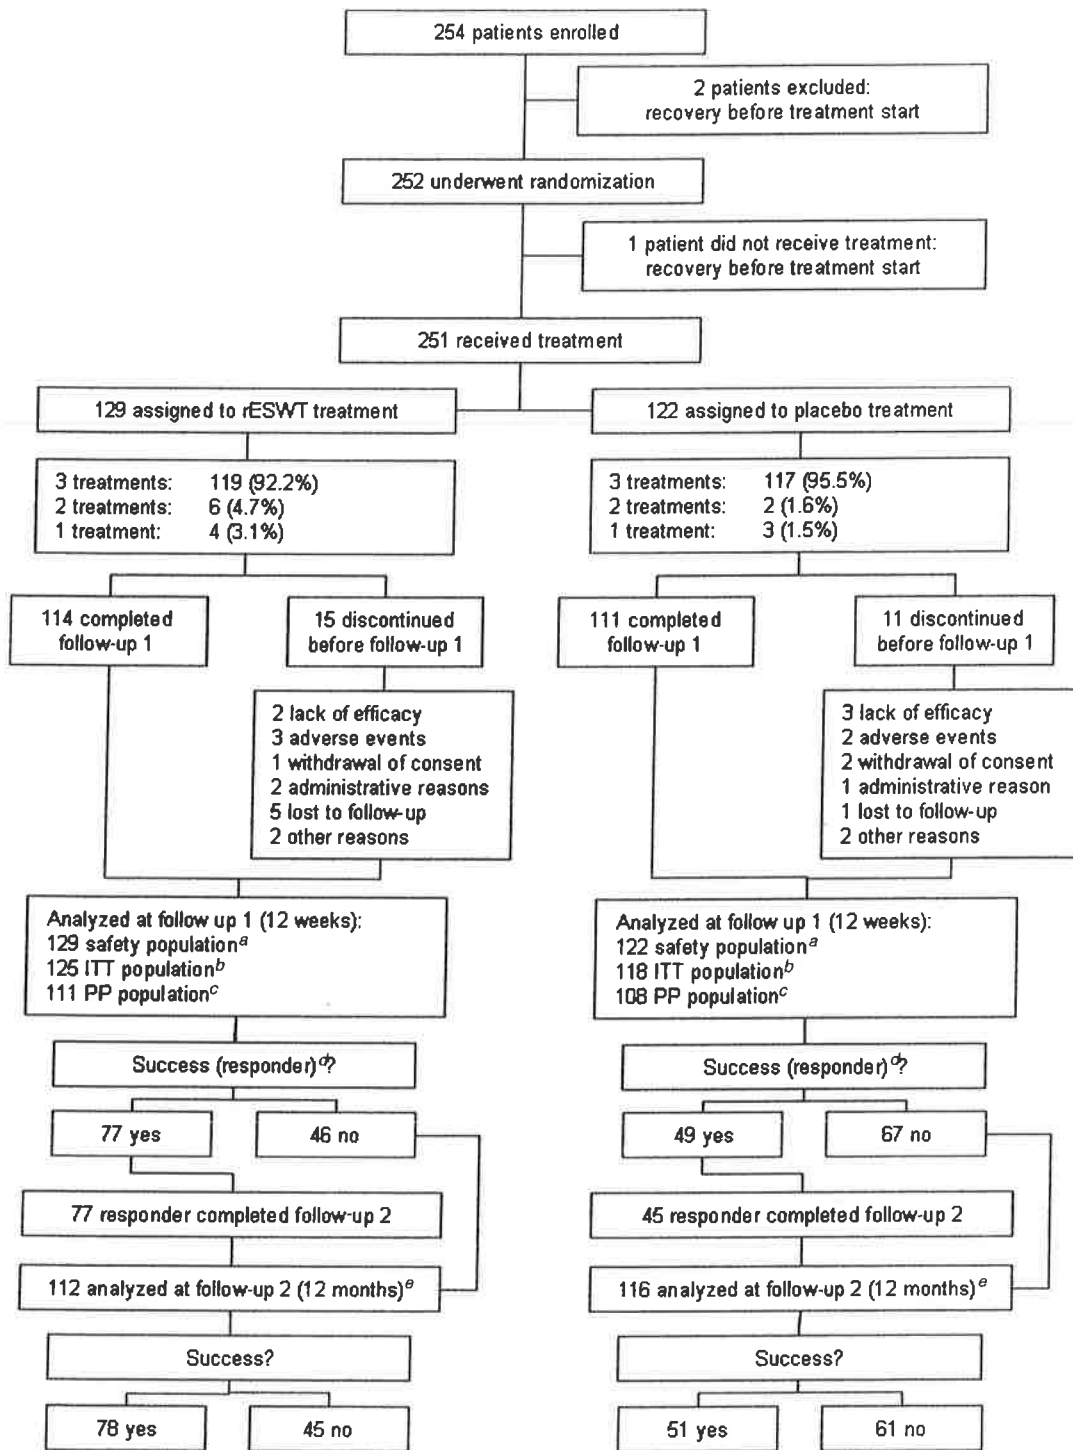 254 patients enrolled
2 patients excluded:
recovery before treatment start
252 underwent randomization
1 patient did not receive treatment:
recovery before treatment start
251 received treatment
129 assigned to rESWT treatment
122 assigned to placebo treatment
3 treatments: 119 (92.2%)
2 treatments: 6 (4.7%)
1 treatment: 4 (3.1%)
3 treatments: 117 (95.5%)
2 treatments: 2 (1.6%)
1 treatment: 3 (1.5%)
114 completed
follow-up 1
15 discontinued
before follow-up 1
111 completed
follow-up 1
11 discontinued
before follow-up 1
2 lack of efficacy
3 adverse events
1 withdrawal of consent
2 administrative reasons
5 lost to follow-up
2 other reasons
3 lack of efficacy
2 adverse events
2 withdrawal of consent
1 administrative reason
1 lost to follow-up
2 other reasons
Analyzed at follow up 1 (12 weeks):
129 safety population a
125 ITT population b
111 PP population c
Analyzed at follow up 1 (12 weeks):
122 safety population a
118 ITT population b
108 PP population c
Success (responder) d?
Success (responder) d?
77 yes
46 no
49 yes
67 no
77 responder completed follow-up 2
45 responder completed follow-up 2
112 analyzed at follow-up 2 (12 months) e
116 analyzed at follow-up 2 (12 months) e
Success?
Success?
78 yes
45 no
51 yes
61 no